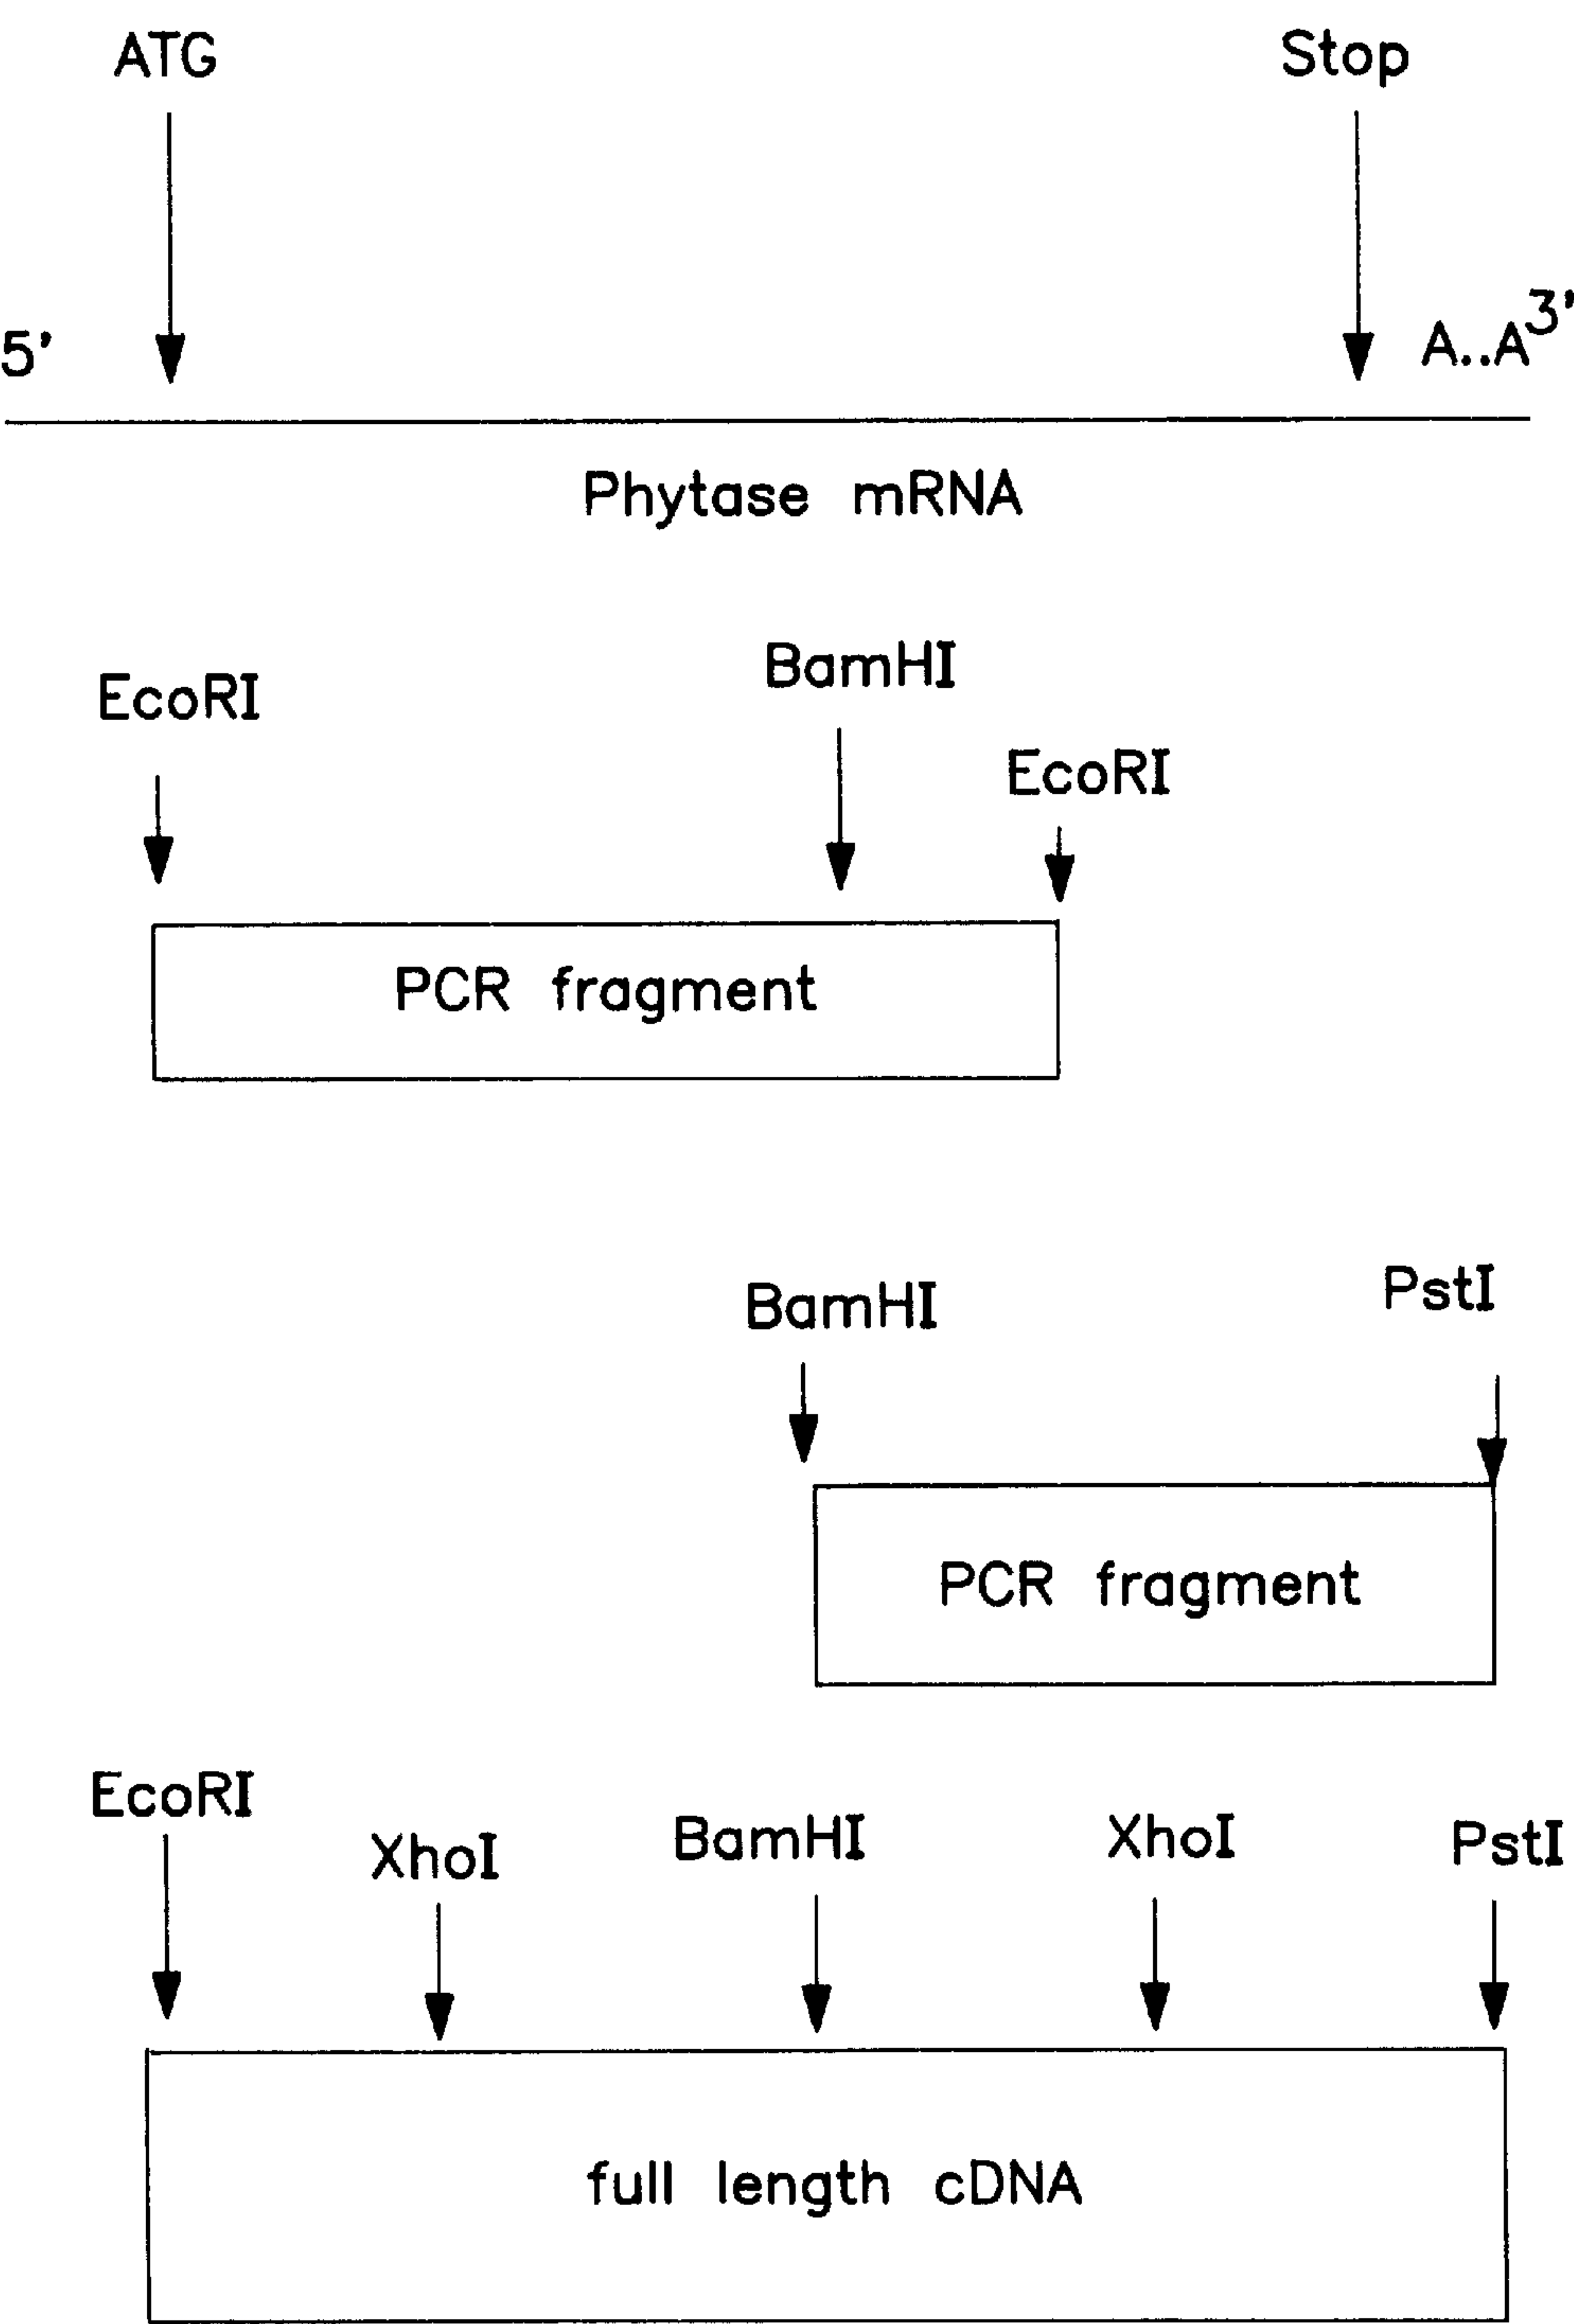 ATG Stop
5' A..A3'
Phytase mRNA
BamHI
EcoRI
EcoRI
PCR fragment
BamHI PstI
PCR fragment
EcoRI
XhoI BamHI XhoI PstI
full length cDNA